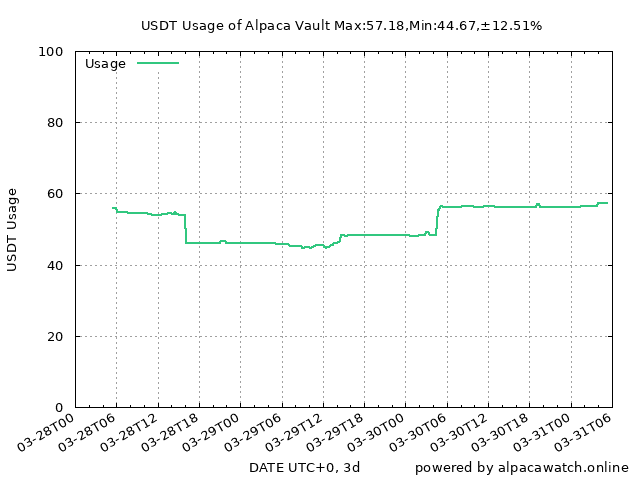 USDT Usage of Alpaca Vault Max:57.18,Min:44.67,±12.51%
Usage
100
80
60
40
20
0
USDT Usage
03-28T00
03-28T06
03-28T12
03-28T18
03-29T00
03-29T06
03-29T12
03-29T18
03-30T00
03-30T06
03-30T12
03-30T18
03-31T00
03-31T06
DATE UTC+0, 3d
powered by alpacawatch.online